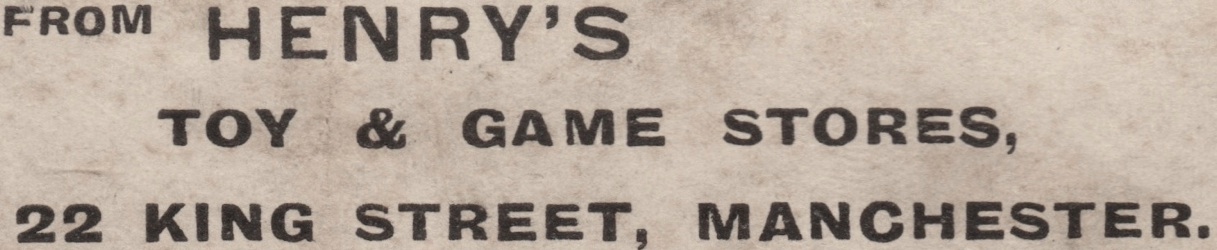 FROM HENRY'S
TOY & GAME STORES,
22 KING STREET, MANCHESTER.